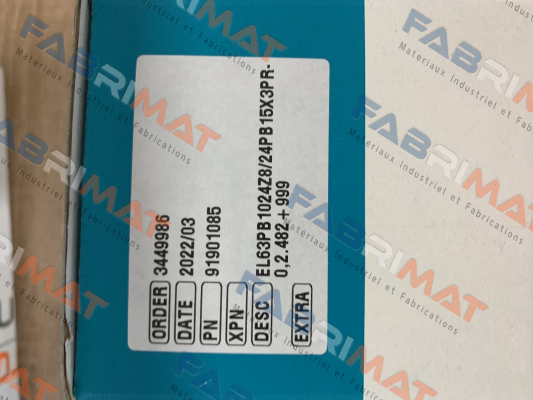 ORDER 3449986
DATE 2022/03
PN 91901085
XPN
DESC EL63PB1024Z8/24PB15X3PR·
0,2.482+999
EXTRA
FABRIMAT
Materiaux Industriel et Fabrications